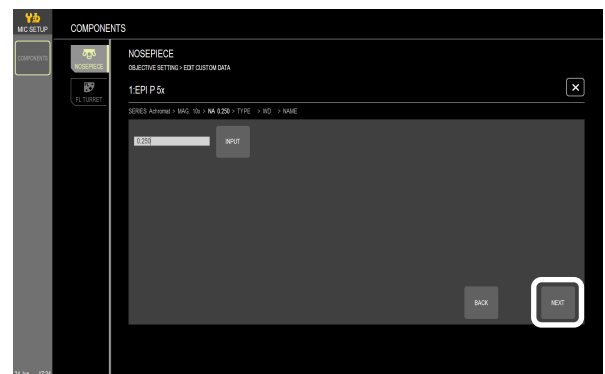 MIC SETUP
COMPONENTS
COMPONENTS
NOSEPIECE
FL TURRET
NOSEPIECE
OBJECTIVE SETTING > EDIT CUSTOM DATA
1:EPI P 5x
SERIES Achromat > MAG. 10x > NA 0.250 > TYPE > WD > NAME
0.250
INPUT
BACK
NEXT